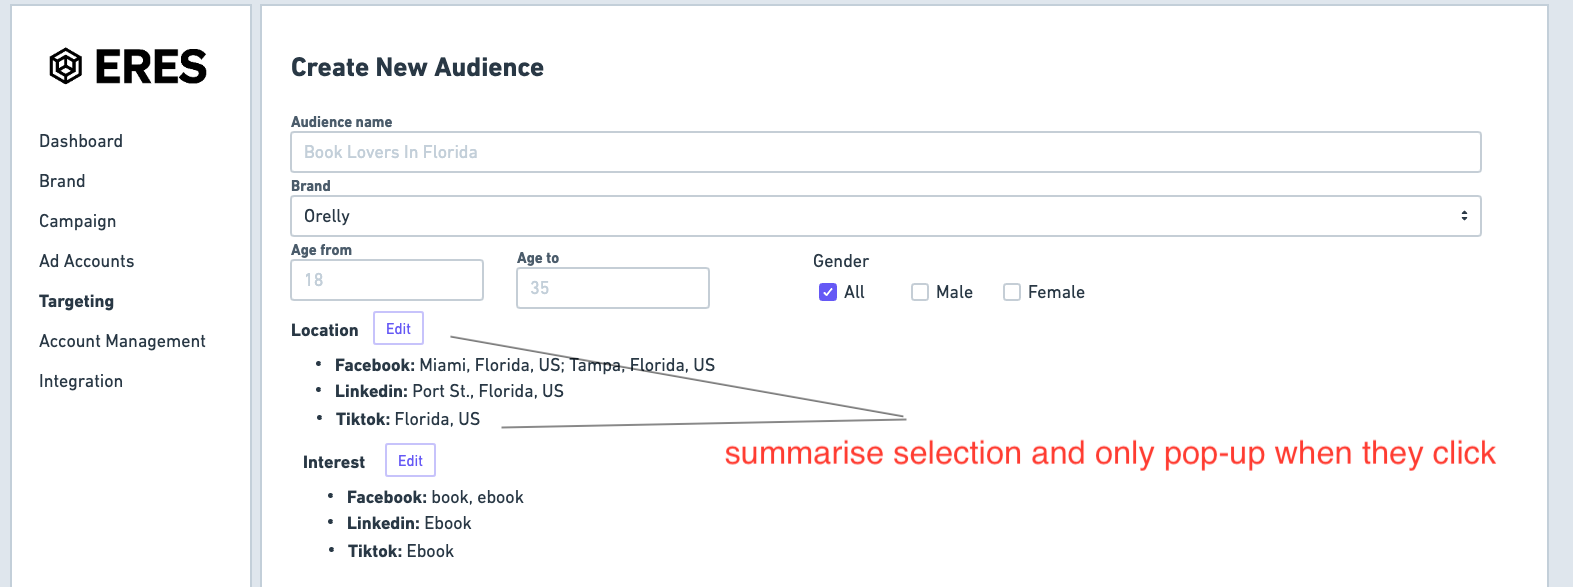 ERES
Dashboard
Brand
Campaign
Ad Accounts
Targeting
Account Management
Integration
Create New Audience
Audience name
Book Lovers In Florida
Brand
Orelly
Age from
18
Age to
35
Gender
All Male Female
Location Edit
• Facebook: Miami, Florida, US; Tampa, Florida, US
• Linkedin: Port St., Florida, US
• Tiktok: Florida, US
summarise selection and only pop-up when they click
Interest Edit
• Facebook: book, ebook
• Linkedin: Ebook
• Tiktok: Ebook